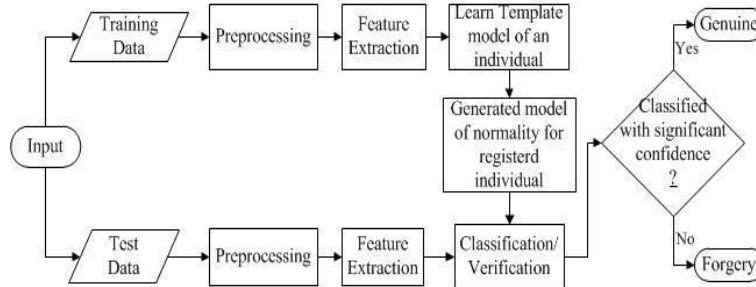 Training
Data
Preprocessing
Feature
Extraction
Learn Template
model of an
individual
Genuine
Yes
Generated model
of normality for
registerd
individual
Classified
with significant
confidence
?
Input
Test
Data
Preprocessing
Feature
Extraction
Classification/
Verification
No
Forgery